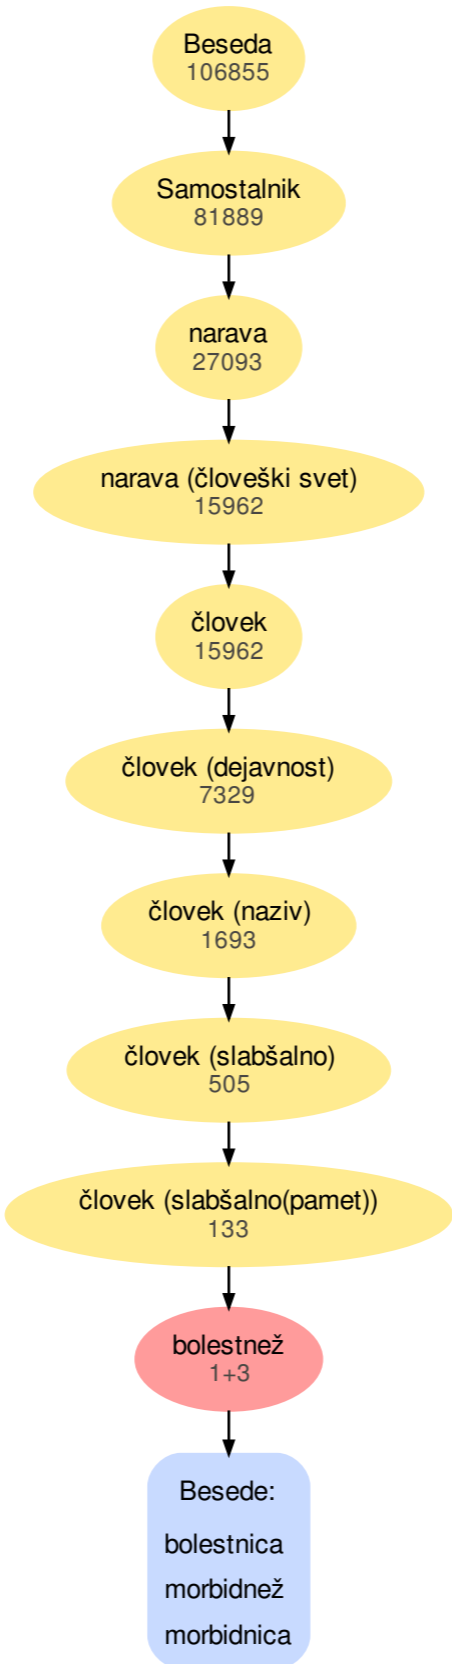 Beseda
106855
Samostalnik
81889
narava
27093
narava (človeški svet)
15962
človek
15962
človek (dejavnost)
7329
človek (naziv)
1693
človek (slabšalno)
505
človek (slabšalno(pamet))
133
bolestnež
1+3
Besede:
bolestnica
morbidnež
morbidnica